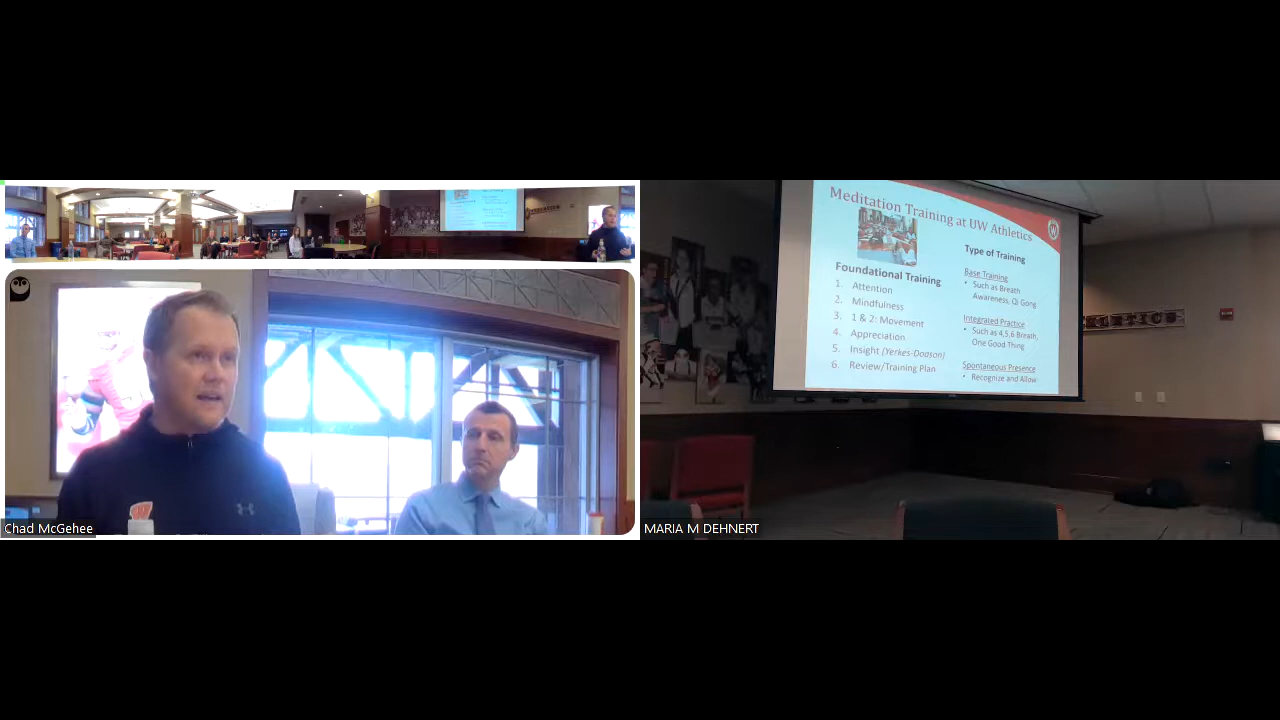 Meditation Training at UW Athletics
Foundational Training
1. Attention
2. Mindfulness
3. 1 & 2: Movement
4. Appreciation
5. Insight (Yerkes-Dodson)
6. Review/Training Plan
Type of Training
Base Training
• Such as Breath
Awareness, Qi Gong
Integrated Practice
• Such as 4,5,6 Breath,
One Good Thing
Spontaneous Presence
• Recognize and Allow
W
Chad McGehee
MARIA M DEHNERT